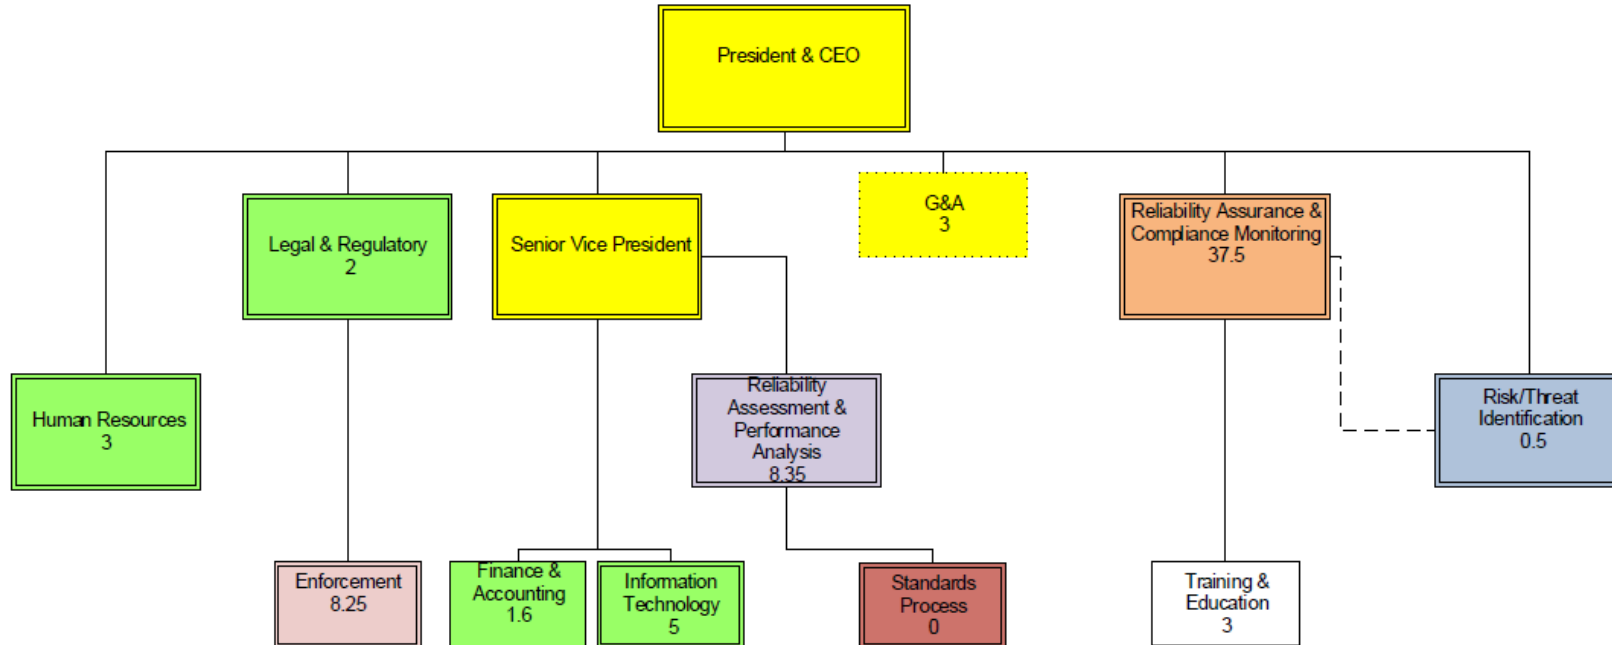 President & CEO
G&A
3
Legal & Regulatory
2
Senior Vice President
Reliability Assurance &
Compliance Monitoring
37.5
Human Resources
3
Reliability
Assessment &
Performance
Analysis
8.35
Risk/Threat
Identification
0.5
Enforcement
8.25
Finance &
Accounting
1.6
Information
Technology
5
Standards
Process
0
Training &
Education
3